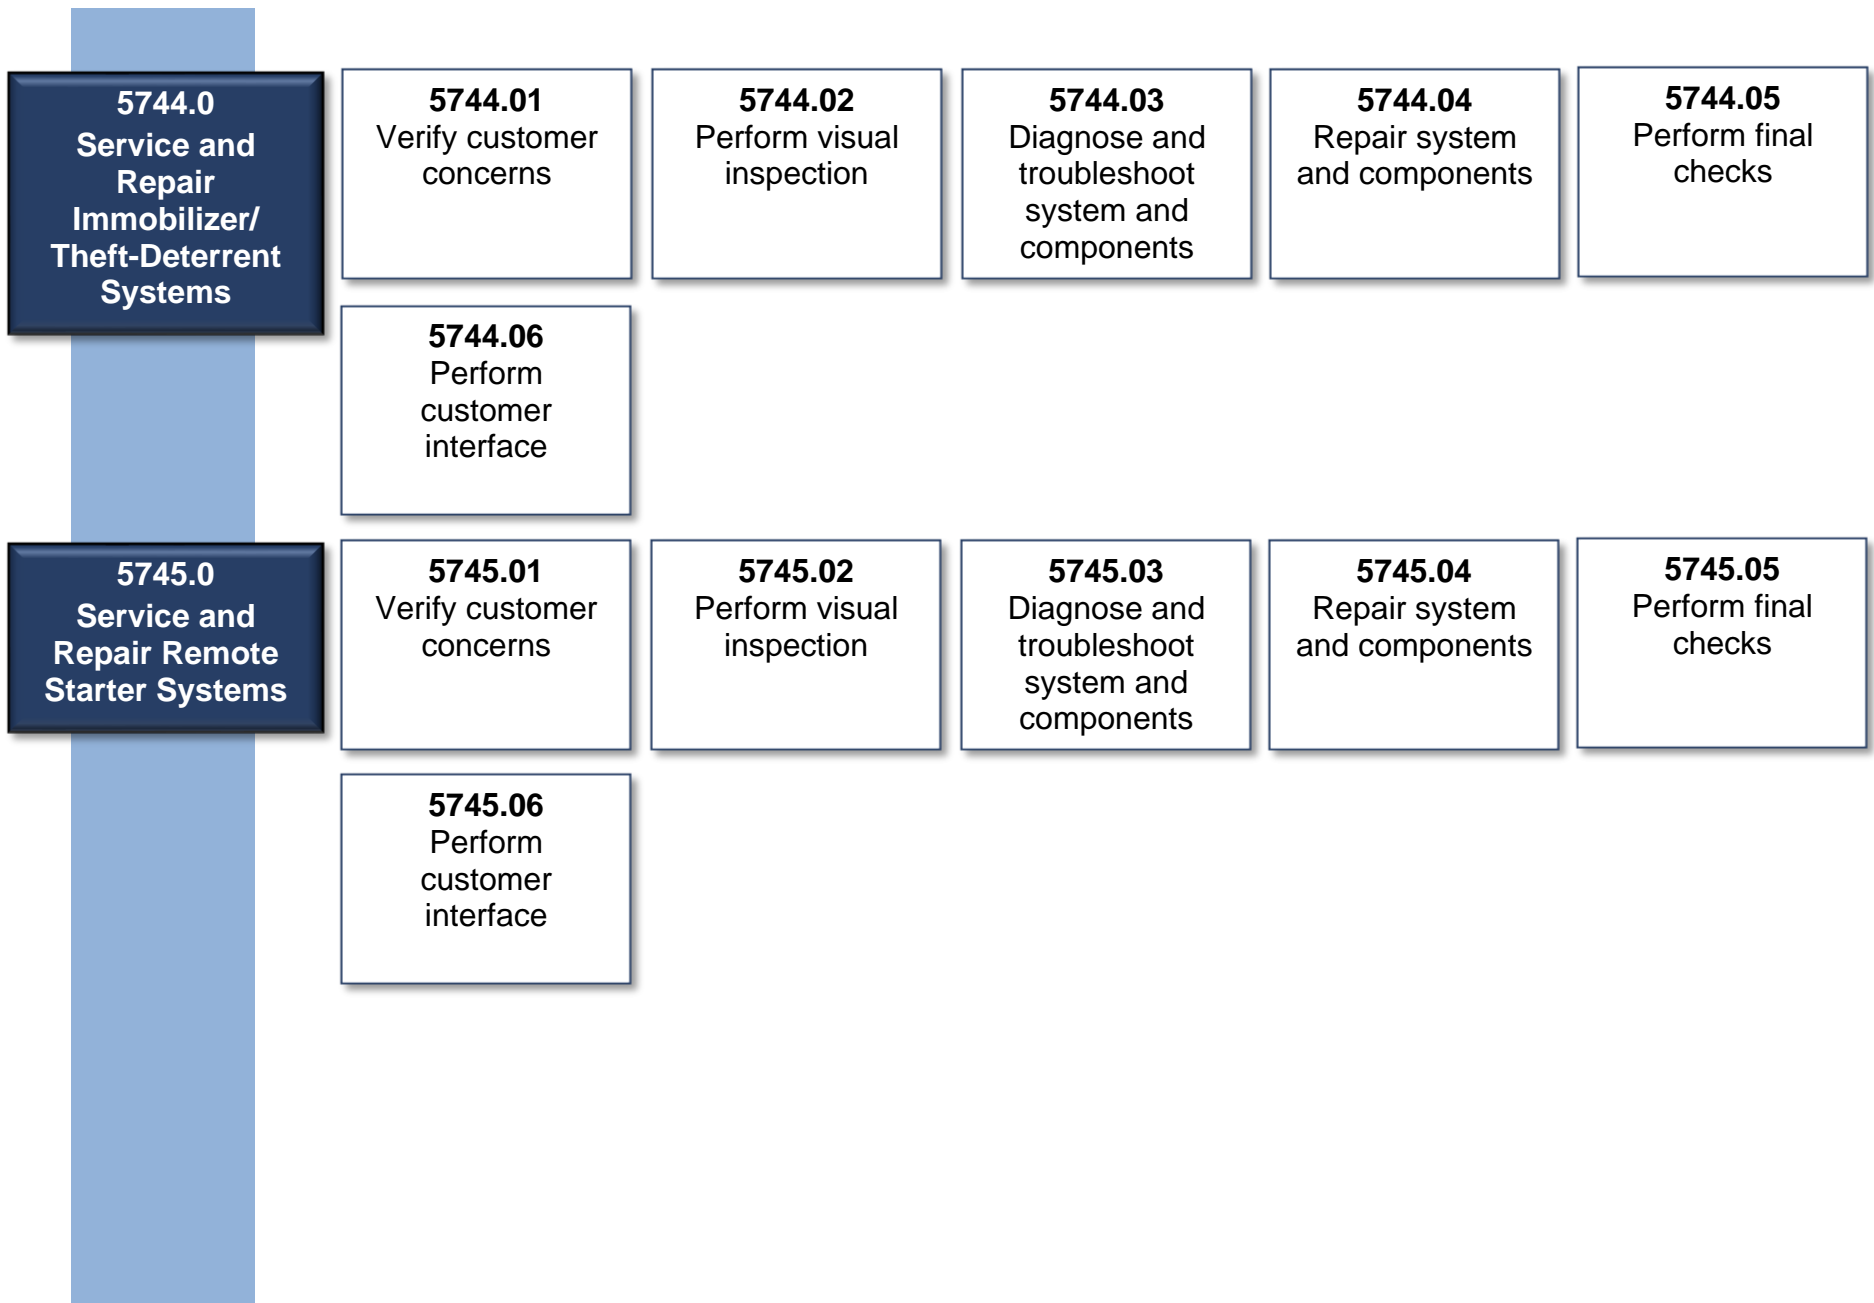 5744.0
Service and
Repair
Immobilizer/
Theft-Deterrent
Systems
5744.01
Verify customer
concerns
5744.02
Perform visual
inspection
5744.03
Diagnose and
troubleshoot
system and
components
5744.04
Repair system
and components
5744.05
Perform final
checks
5744.06
Perform
customer
interface
5745.0
Service and
Repair Remote
Starter Systems
5745.01
Verify customer
concerns
5745.02
Perform visual
inspection
5745.03
Diagnose and
troubleshoot
system and
components
5745.04
Repair system
and components
5745.05
Perform final
checks
5745.06
Perform
customer
interface